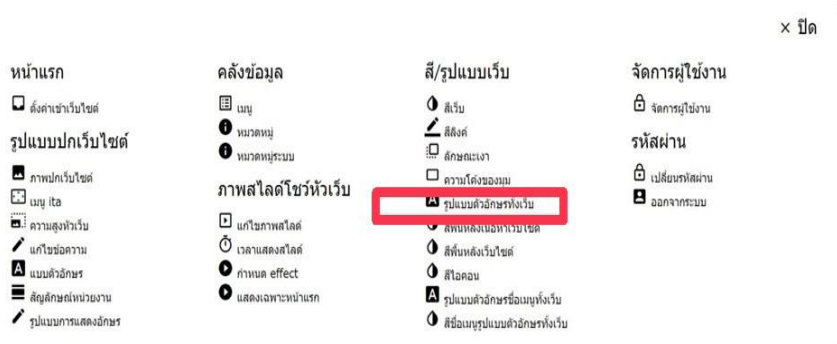 × ปิด
หน้าแรก
ตั้งค่าเข้าเว็บไซต์
รูปแบบปกเว็บไซต์
ภาพปกเว็บไซต์
เมนู ita
ความสูงหัวเว็บ
แก้ไขข้อความ
แบบตัวอักษร
สัญลักษณ์หน่วยงาน
รูปแบบการแสดงอักษร
คลังข้อมูล
เมนู
หมวดหมู่
หมวดหมู่ระบบ
ภาพสไลด์โชว์หัวเว็บ
แก้ไขภาพสไลด์
เวลาแสดงสไลด์
กำหนด effect
แสดงเฉพาะหน้าแรก
สี/รูปแบบเว็บ
สีเว็บ
สีลิงค์
ลักษณะเงา
ความโค้งของมุม
รูปแบบตัวอักษรทั้งเว็บ
สีพื้นหลังเนื้อหาเว็บไซต์
สีพื้นหลังเว็บไซต์
สีไอคอน
รูปแบบตัวอักษรชื่อเมนูทั้งเว็บ
สีชื่อเมนูรูปแบบตัวอักษรทั้งเว็บ
จัดการผู้ใช้งาน
จัดการผู้ใช้งาน
รหัสผ่าน
เปลี่ยนรหัสผ่าน
ออกจากระบบ